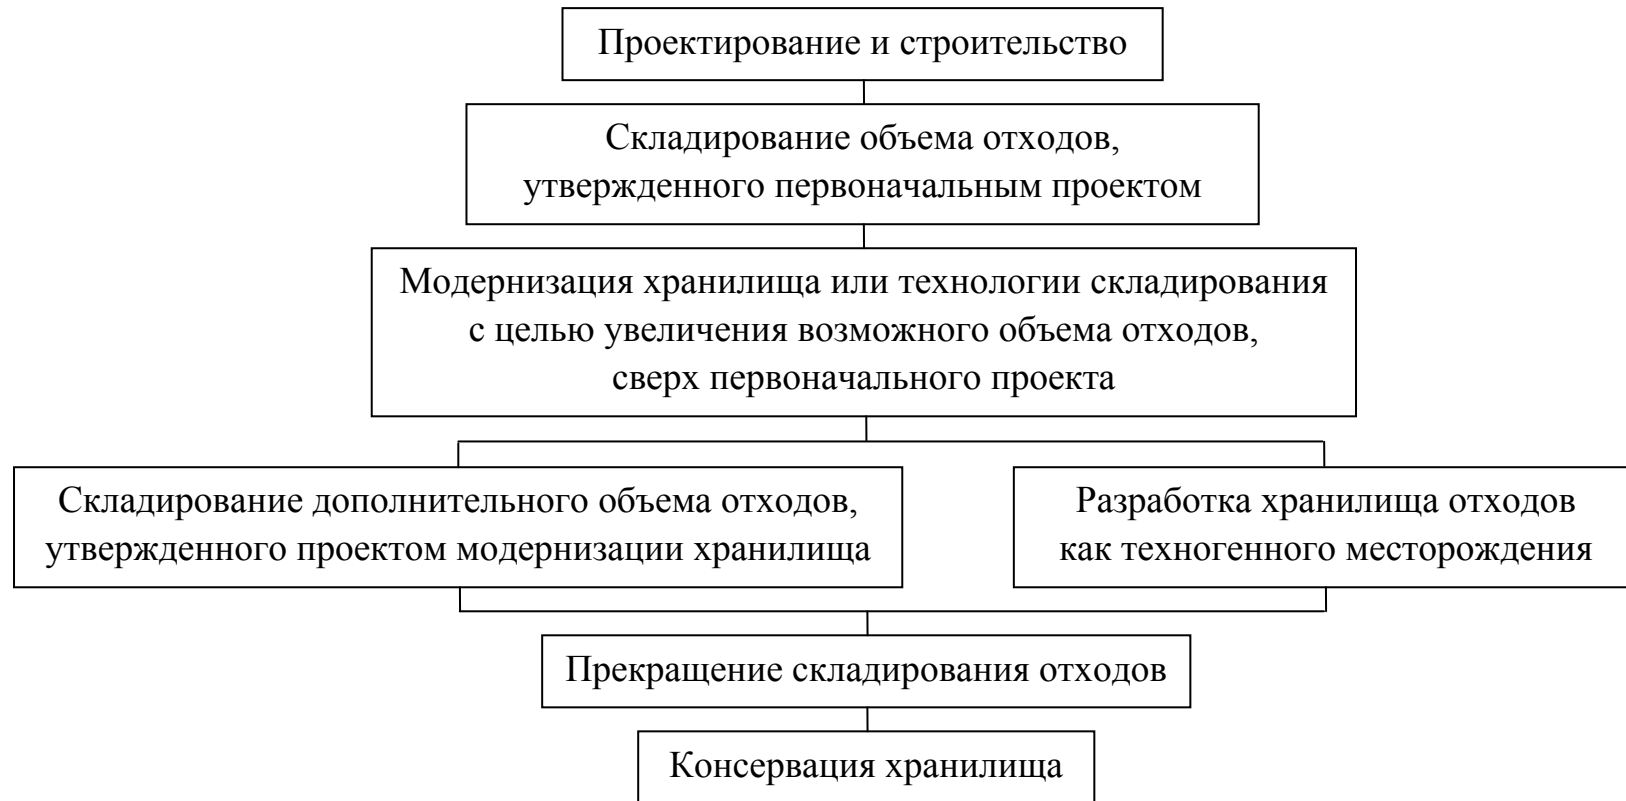 Проектирование и строительство
Складирование объема отходов,
утвержденного первоначальным проектом
Модернизация хранилища или технологии складирования
с целью увеличения возможного объема отходов,
сверх первоначального проекта
Складирование дополнительного объема отходов,
утвержденного проектом модернизации хранилища
Разработка хранилища отходов
как техногенного месторождения
Прекращение складирования отходов
Консервация хранилища